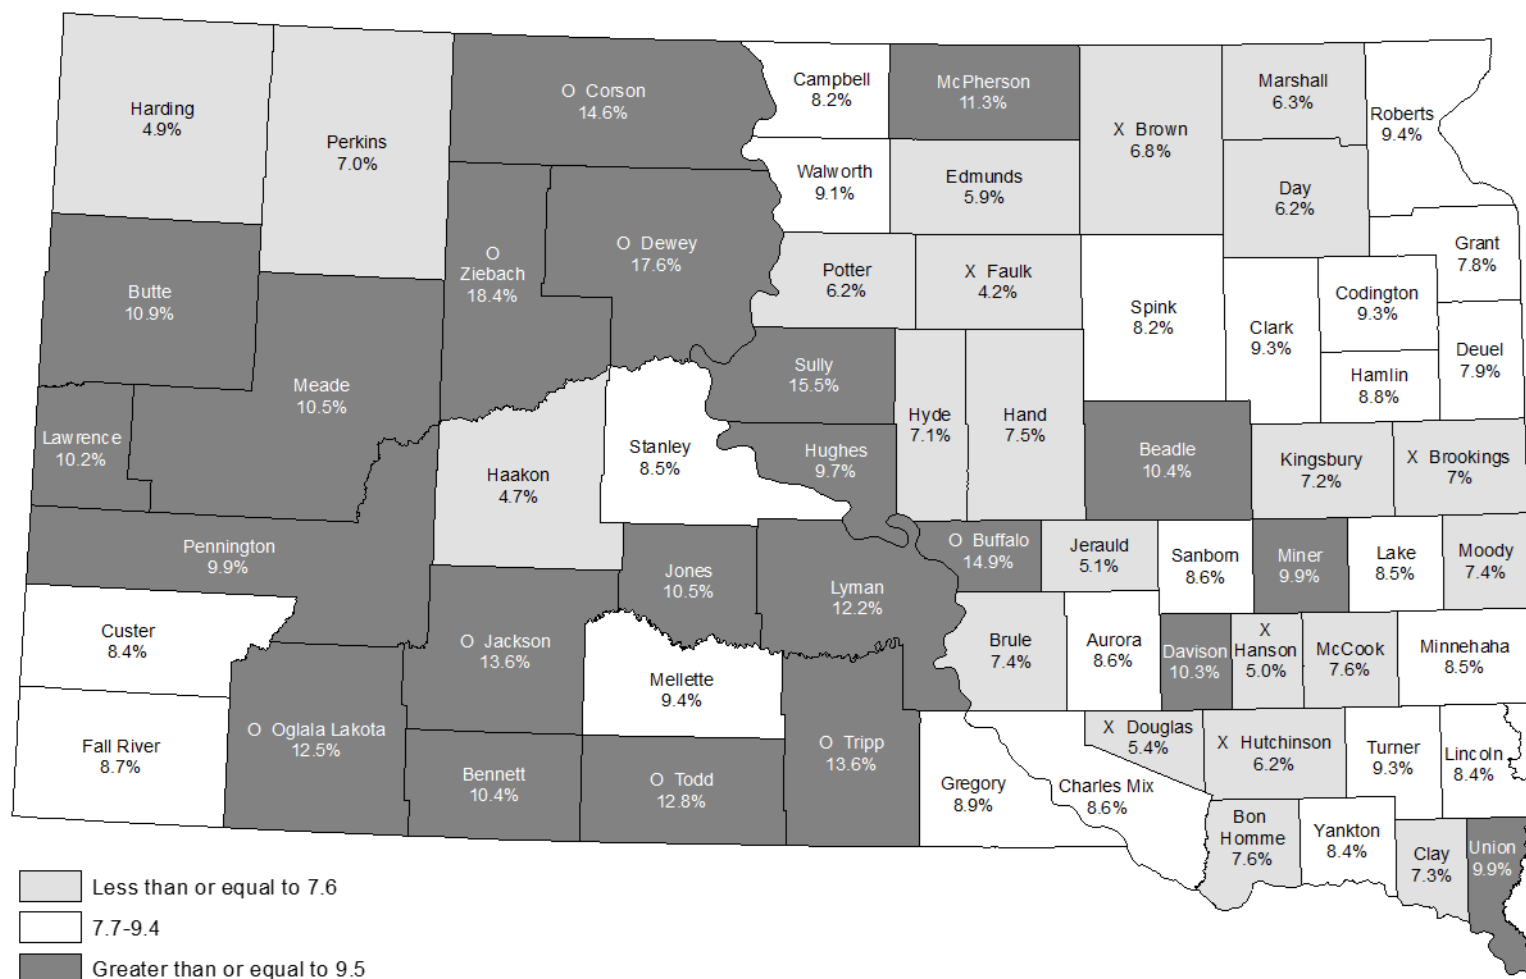 Harding
4.9%
Perkins
7.0%
O Corson
14.6%
Campbell
8.2%
McPherson
11.3%
X Brown
6.8%
Marshall
6.3%
Roberts
9.4%
Walworth
9.1%
Edmunds
5.9%
Day
6.2%
Butte
10.9%
O
Ziebach
18.4%
O Dewey
17.6%
Potter
6.2%
X Faulk
4.2%
Spink
8.2%
Clark
9.3%
Codington
9.3%
Grant
7.8%
Deuel
7.9%
Hamlin
8.8%
Lawrence
10.2%
Meade
10.5%
Haakon
4.7%
Stanley
8.5%
Sully
15.5%
Hughes
9.7%
Hyde
7.1%
Hand
7.5%
Beadle
10.4%
Kingsbury
7.2%
X Brookings
7%
Pennington
9.9%
Jones
10.5%
Lyman
12.2%
O Buffalo
14.9%
Jerauld
5.1%
Sanborn
8.6%
Miner
9.9%
Lake
8.5%
Moody
7.4%
Custer
8.4%
O Jackson
13.6%
Mellette
9.4%
Brule
7.4%
Aurora
8.6%
Davison
10.3%
X
Hanson
5.0%
McCook
7.6%
Minnehaha
8.5%
Fall River
8.7%
O Oglala Lakota
12.5%
Bennett
10.4%
O Todd
12.8%
O Tripp
13.6%
Gregory
8.9%
Charles Mix
8.6%
X Douglas
5.4%
X Hutchinson
6.2%
Turner
9.3%
Lincoln
8.4%
Bon
Homme
7.6%
Yankton
8.4%
Clay
7.3%
Union
9.9%
Less than or equal to 7.6
7.7-9.4
Greater than or equal to 9.5